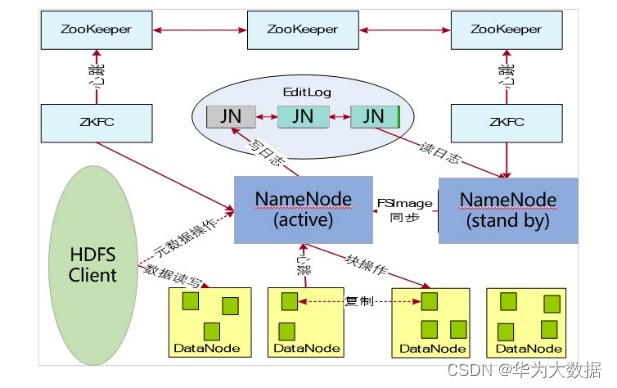 ZooKeeper
ZooKeeper
ZooKeeper
心跳
心跳
EditLog
JN
JN
JN
ZKFC
ZKFC
写日志
读日志
NameNode
(active)
FSImage
同步
NameNode
(stand by)
HDFS
Client
元数据操作
数据读写
心跳
块操作
复制
DataNode
DataNode
DataNode
DataNode
CSDN @华为大数据